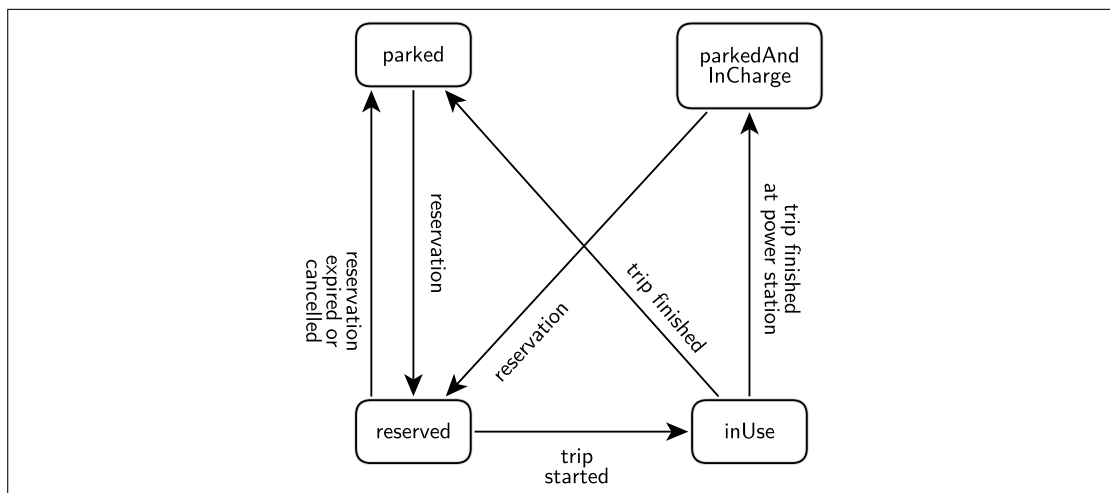 parked
parkedAnd
InCharge
reservation
expired or
cancelled
reservation
reservation
trip finished
trip finished
at power station
reserved
trip
started
inUse